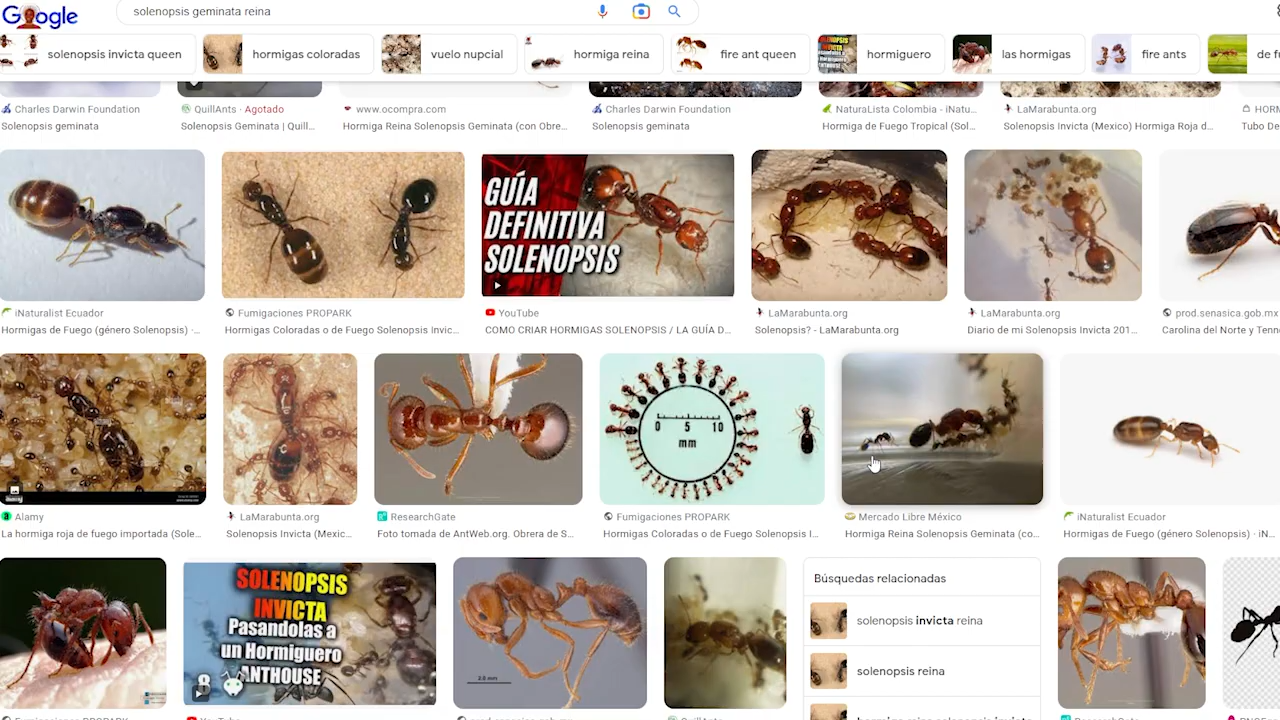 Google
solenopsis geminata reina
solenopsis invicta queen
hormigas coloradas
vuelo nupcial
hormiga reina
fire ant queen
hormiguero
las hormigas
fire ants
Charles Darwin Foundation
QuillAnts · Agotado
www.ocompra.com
Charles Darwin Foundation
NaturaLista Colombia - iNatu...
LaMarabunta.org
Solenopsis geminata
Solenopsis Geminata | Quill...
Hormiga Reina Solenopsis Geminata (con Obre...
Solenopsis geminata
Hormiga de Fuego Tropical (Sol...
Solenopsis Invicta (Mexico) Hormiga Roja d...
Tubo De
GUÍA
DEFINITIVA
SOLENOPSIS
iNaturalist Ecuador
Fumigaciones PROPARK
YouTube
LaMarabunta.org
LaMarabunta.org
prod.senasica.gob.mx
Hormigas de Fuego (género Solenopsis) ·...
Hormigas Coloradas o de Fuego Solenopsis Invic...
COMO CRIAR HORMIGAS SOLENOPSIS / LA GUÍA D...
Solenopsis? - LaMarabunta.org
Diario de mi Solenopsis Invicta 201...
Carolina del Norte y Tenn
0 5 10
mm
Alamy
LaMarabunta.org
ResearchGate
Fumigaciones PROPARK
Mercado Libre México
iNaturalist Ecuador
La hormiga roja de fuego importada (Sole...
Solenopsis Invicta (Mexic...
Foto tomada de AntWeb.org. Obrera de S...
Hormigas Coloradas o de Fuego Solenopsis I...
Hormiga Reina Solenopsis Geminata (co...
Hormigas de Fuego (género Solenopsis) · iN...
SOLENOPSIS
INVICTA
Pasandolas a
un Hormiguero
ANTHOUSE
Búsquedas relacionadas
solenopsis invicta reina
solenopsis reina